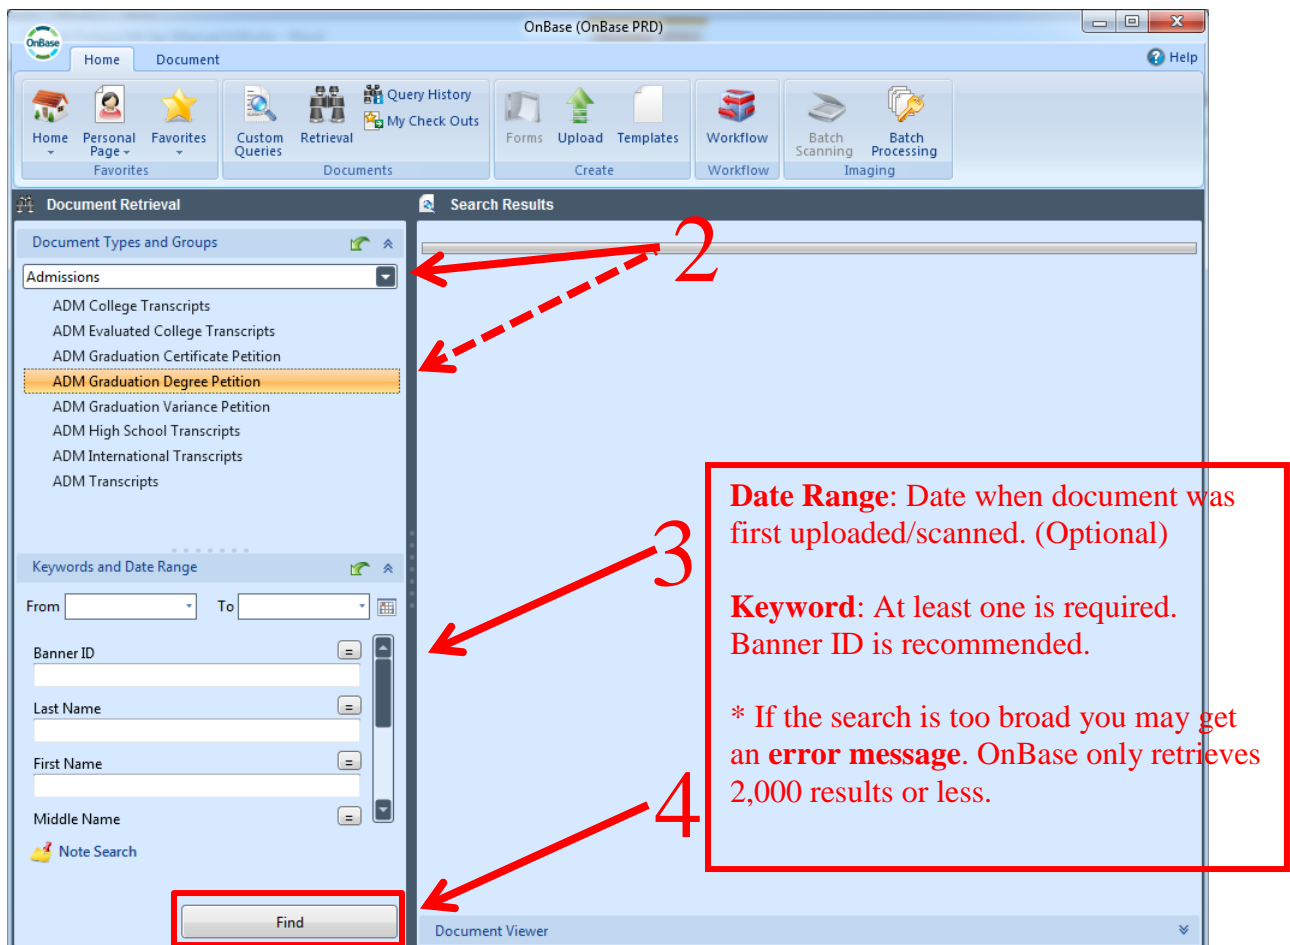 OnBase (OnBase PRD)
OnBase
Home Document
Help
Home Personal Page Favorites
Favorites
Custom Queries Retrieval Query History
My Check Outs
Documents
Forms Upload Templates
Create
Workflow
Workflow
Batch Scanning Batch Processing
Imaging
Document Retrieval
Search Results
Document Types and Groups
2
Admissions
ADM College Transcripts
ADM Evaluated College Transcripts
ADM Graduation Certificate Petition
ADM Graduation Degree Petition
ADM Graduation Variance Petition
ADM High School Transcripts
ADM International Transcripts
ADM Transcripts
3
Keywords and Date Range
From To
Banner ID =
Last Name =
First Name =
Middle Name =
Note Search
4
Find
Date Range: Date when document was
first uploaded/scanned. (Optional)
Keyword: At least one is required.
Banner ID is recommended.
* If the search is too broad you may get
an error message. OnBase only retrieves
2,000 results or less.
Document Viewer